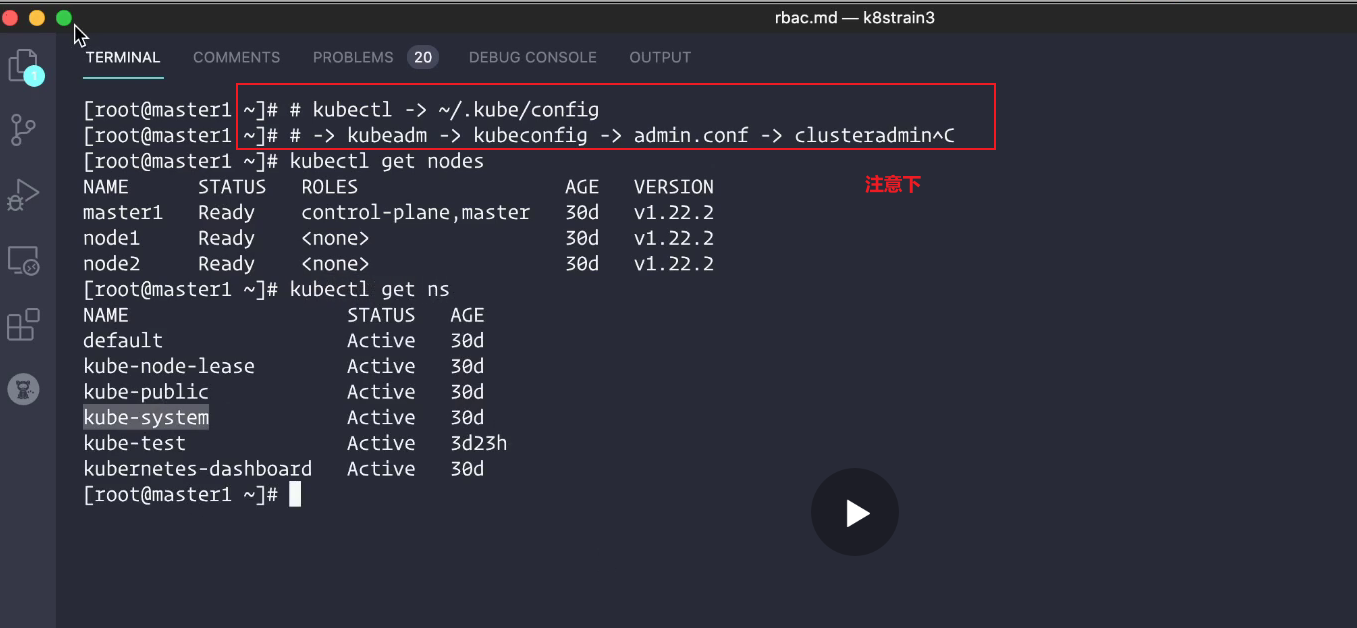 rbac.md — k8strain3
TERMINAL COMMENTS PROBLEMS 20 DEBUG CONSOLE OUTPUT
1
[root@master1 ~]# # kubectl -> ~/.kube/config
[root@master1 ~]# # -> kubeadm -> kubeconfig -> admin.conf -> clusteradmin^C
[root@master1 ~]# kubectl get nodes
NAME STATUS ROLES AGE VERSION
注意下
master1 Ready control-plane,master 30d v1.22.2
node1 Ready <none> 30d v1.22.2
node2 Ready <none> 30d v1.22.2
[root@master1 ~]# kubectl get ns
NAME STATUS AGE
default Active 30d
kube-node-lease Active 30d
kube-public Active 30d
kube-system Active 30d
kube-test Active 3d23h
kubernetes-dashboard Active 30d
[root@master1 ~]#